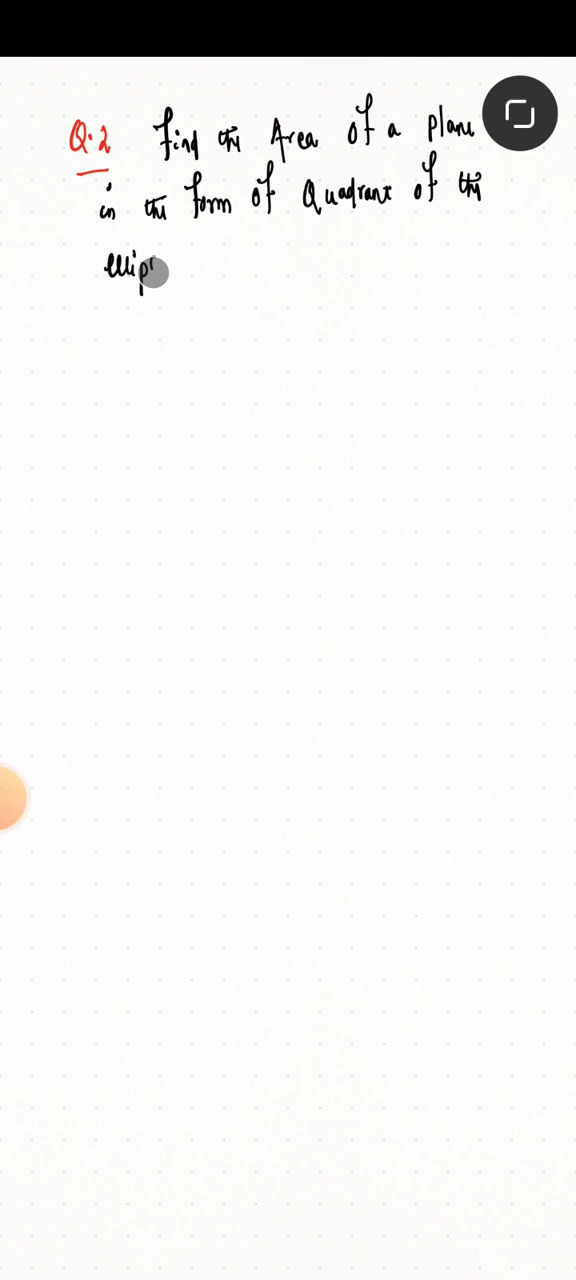 Q.2 Find the Area of a plane
in the form of Quadrant of the
ellip